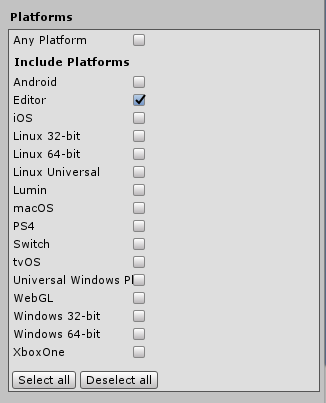 Platforms
Any Platform
Include Platforms
Android
Editor
iOS
Linux 32-bit
Linux 64-bit
Linux Universal
Lumin
macOS
PS4
Switch
tvOS
Universal Windows Pl
WebGL
Windows 32-bit
Windows 64-bit
XboxOne
Select all Deselect all